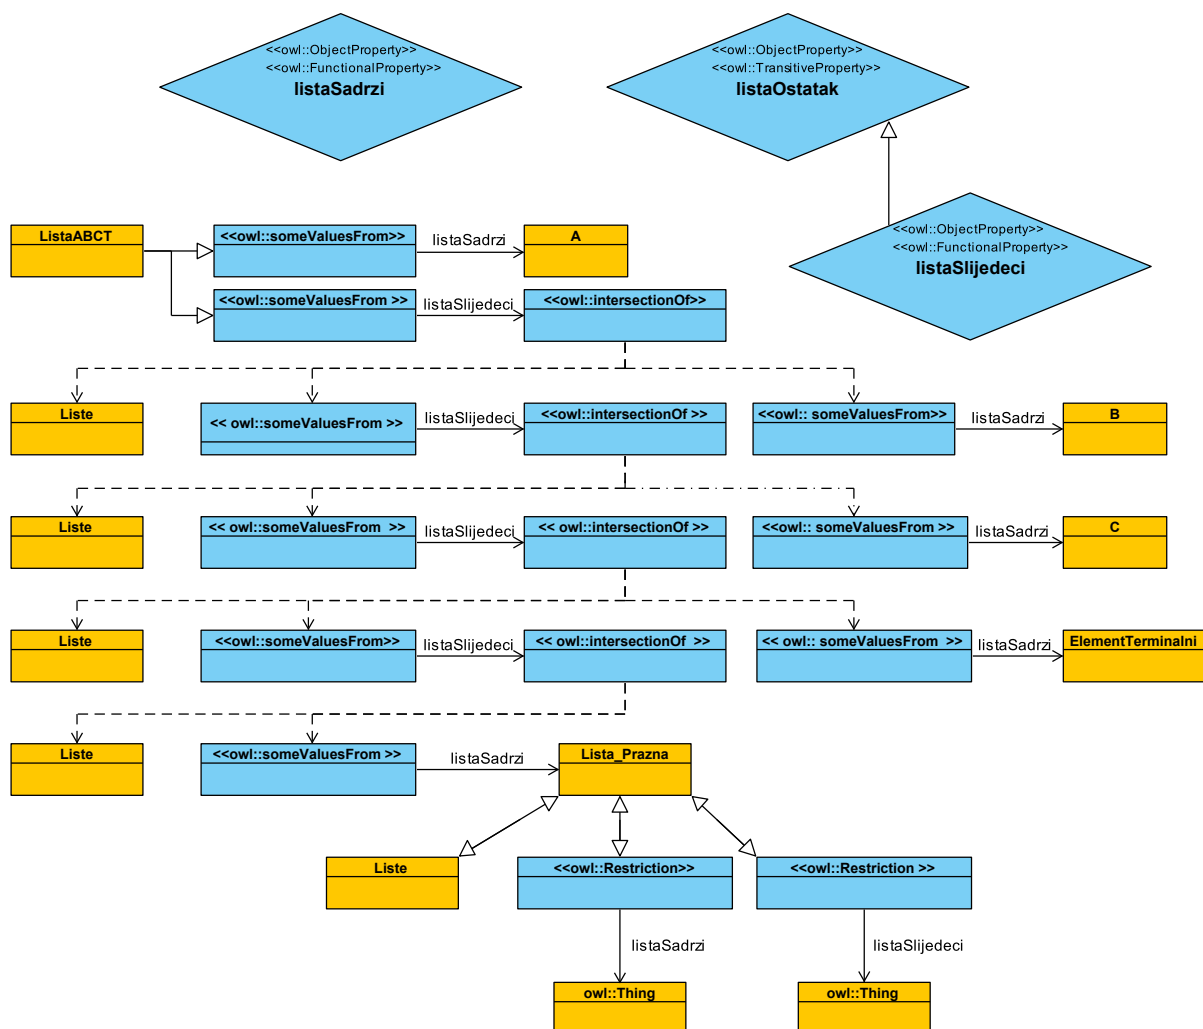 <<owl::ObjectProperty>>
<<owl::FunctionalProperty>>
listaSadrzi
<<owl::ObjectProperty>>
<<owl::TransitiveProperty>>
listaOstatak
<<owl::ObjectProperty>>
<<owl::FunctionalProperty>>
listaSlijedeci
ListaABCT
<<owl::someValuesFrom>>
listaSadrzi
A
<<owl::someValuesFrom >>
listaSlijedeci
<<owl::intersectionOf>>
Liste
<< owl::someValuesFrom >>
listaSlijedeci
<<owl::intersectionOf >>
<<owl:: someValuesFrom>>
listaSadrzi
B
Liste
<< owl::someValuesFrom >>
listaSlijedeci
<< owl::intersectionOf >>
<<owl:: someValuesFrom >>
listaSadrzi
C
Liste
<<owl::someValuesFrom>>
listaSlijedeci
<< owl::intersectionOf >>
<< owl:: someValuesFrom >>
listaSadrzi
ElementTerminalni
Liste
<<owl::someValuesFrom >>
listaSadrzi
Lista_Prazna
Liste
<<owl::Restriction>>
<<owl::Restriction >>
listaSadrzi
listaSlijedeci
owl::Thing
owl::Thing